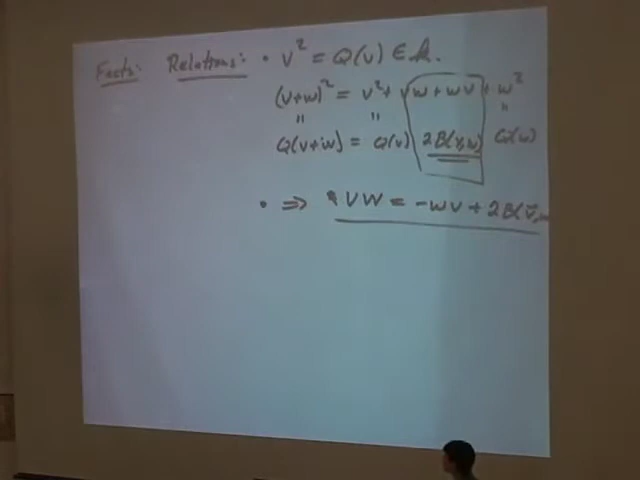 Facts: Relations: • v² = Q(v) ∈ k.
(v+w)² = v² + vw + wv + w²
" " "
Q(v+w) = Q(v) 2B(v,w) Q(w)
• ⇒ vw = -wv + 2B(v,w